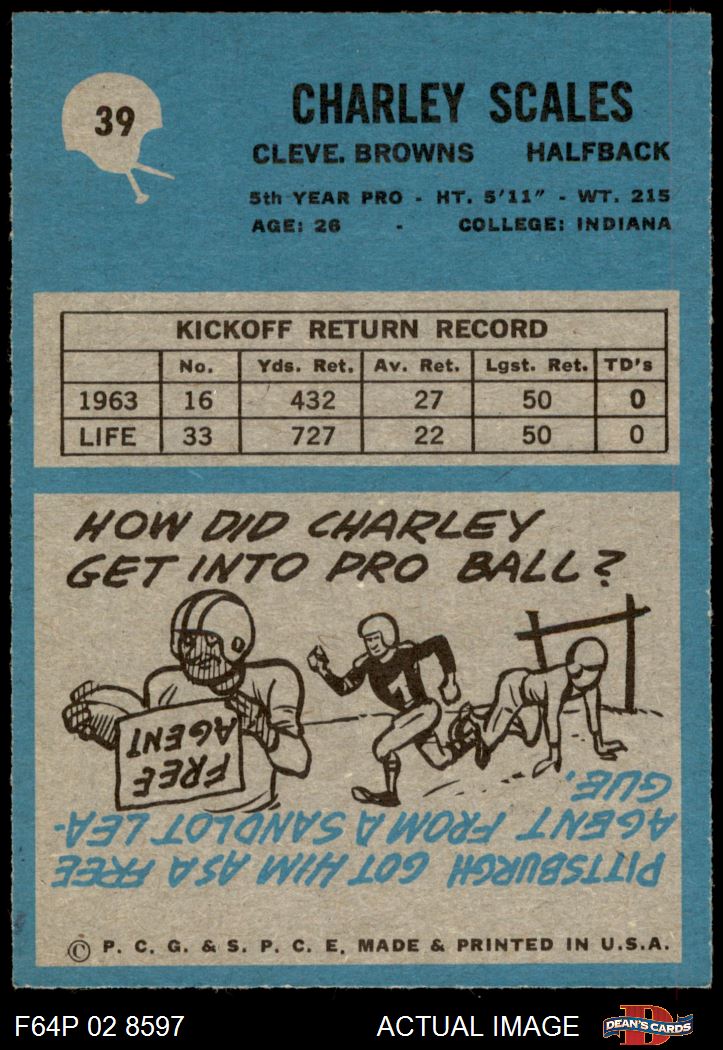 39
CHARLEY SCALES
CLEVE. BROWNS HALFBACK
5th YEAR PRO - HT. 5'11" - WT. 215
AGE: 26 - COLLEGE: INDIANA
KICKOFF RETURN RECORD
No. Yds. Ret. Av. Ret. Lgst. Ret. TD's
1963 16 432 27 50 0
LIFE 33 727 22 50 0
HOW DID CHARLEY
GET INTO PRO BALL?
FREE
AGENT
PITTSBURGH GOT HIM AS A FREE
AGENT FROM A SANDLOT LEA-
GUE.
© P. C. G. & S. P. C. E. MADE & PRINTED IN U.S.A.
F64P 02 8597 ACTUAL IMAGE
D
DEAN'S CARDS